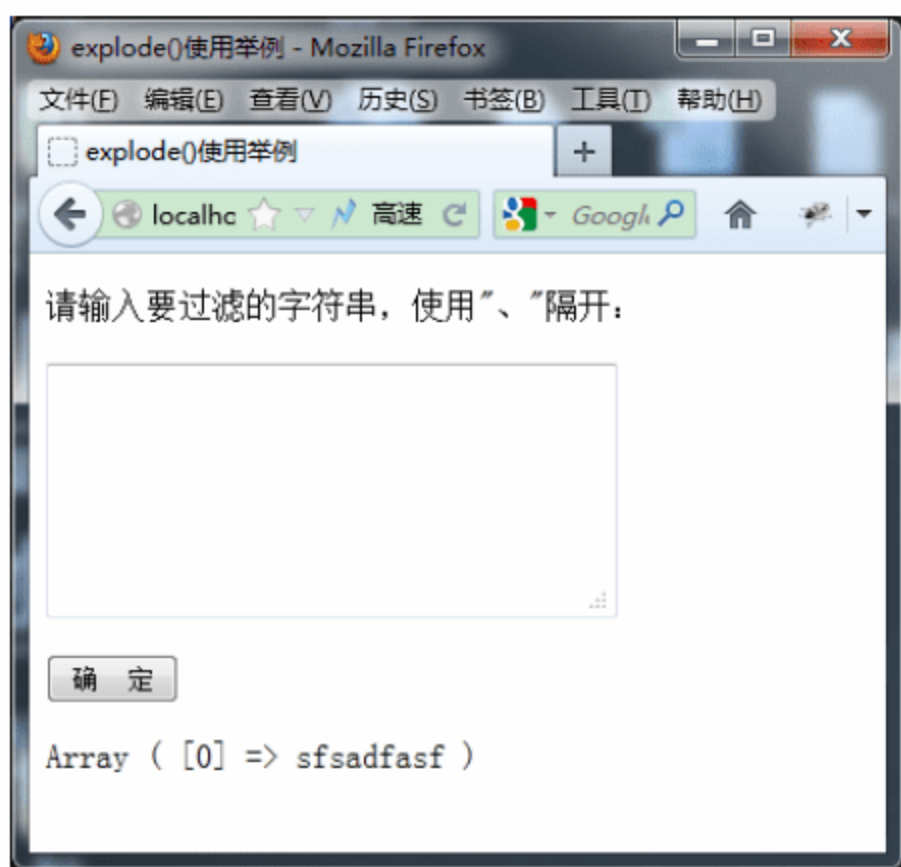 explode()使用举例 - Mozilla Firefox
文件(F) 编辑(E) 查看(V) 历史(S) 书签(B) 工具(T) 帮助(H)
explode()使用举例
localhc 高速 Google
请输入要过滤的字符串，使用"、"隔开：
确 定
Array ( [0] => sfsadfasf )